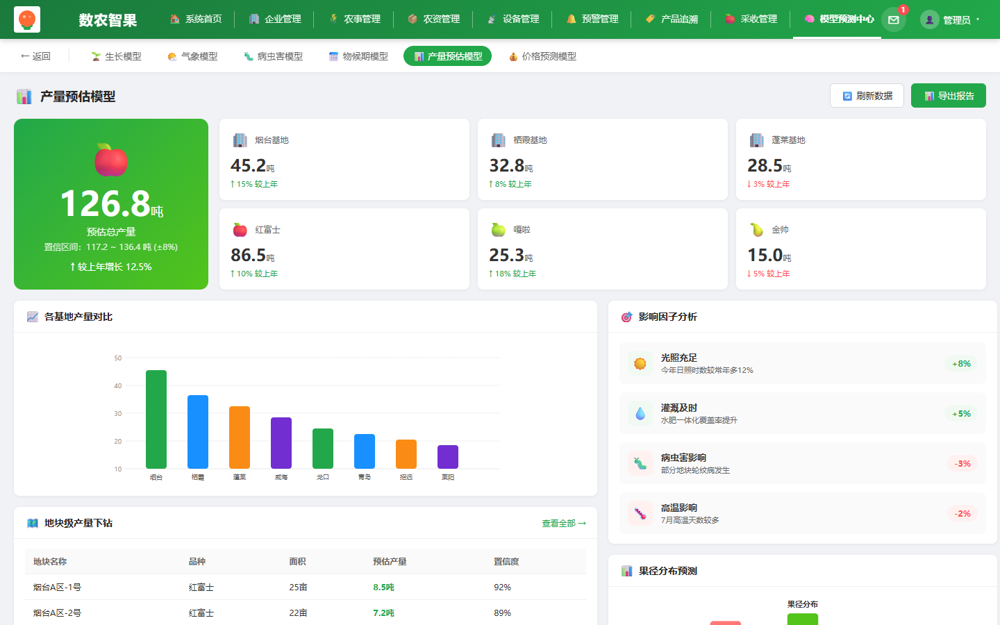 数农智果
系统首页
企业管理
农事管理
农资管理
设备管理
预警管理
产品追溯
采收管理
模型预测中心
1
管理员
← 返回
生长模型
气象模型
病虫害模型
物候期模型
产量预估模型
价格预测模型
产量预估模型
刷新数据
导出报告
126.8吨
预估总产量
置信区间：117.2 ~ 136.4 吨 (±8%)
↑ 较上年增长 12.5%
烟台基地
45.2吨
↑ 15% 较上年
栖霞基地
32.8吨
↑ 8% 较上年
蓬莱基地
28.5吨
↓ 3% 较上年
红富士
86.5吨
↑ 10% 较上年
嘎啦
25.3吨
↑ 18% 较上年
金帅
15.0吨
↓ 5% 较上年
各基地产量对比
50
40
30
20
10
烟台
栖霞
蓬莱
威海
龙口
青岛
招远
莱阳
影响因子分析
光照充足
今年日照时数较常年多12%
+8%
灌溉及时
水肥一体化覆盖率提升
+5%
病虫害影响
部分地块轮纹病发生
-3%
高温影响
7月高温天数较多
-2%
地块级产量下钻
查看全部 →
地块名称 品种 面积 预估产量 置信度
烟台A区-1号 红富士 25亩 8.5吨 92%
烟台A区-2号 红富士 22亩 7.2吨 89%
果径分布预测
果径分布